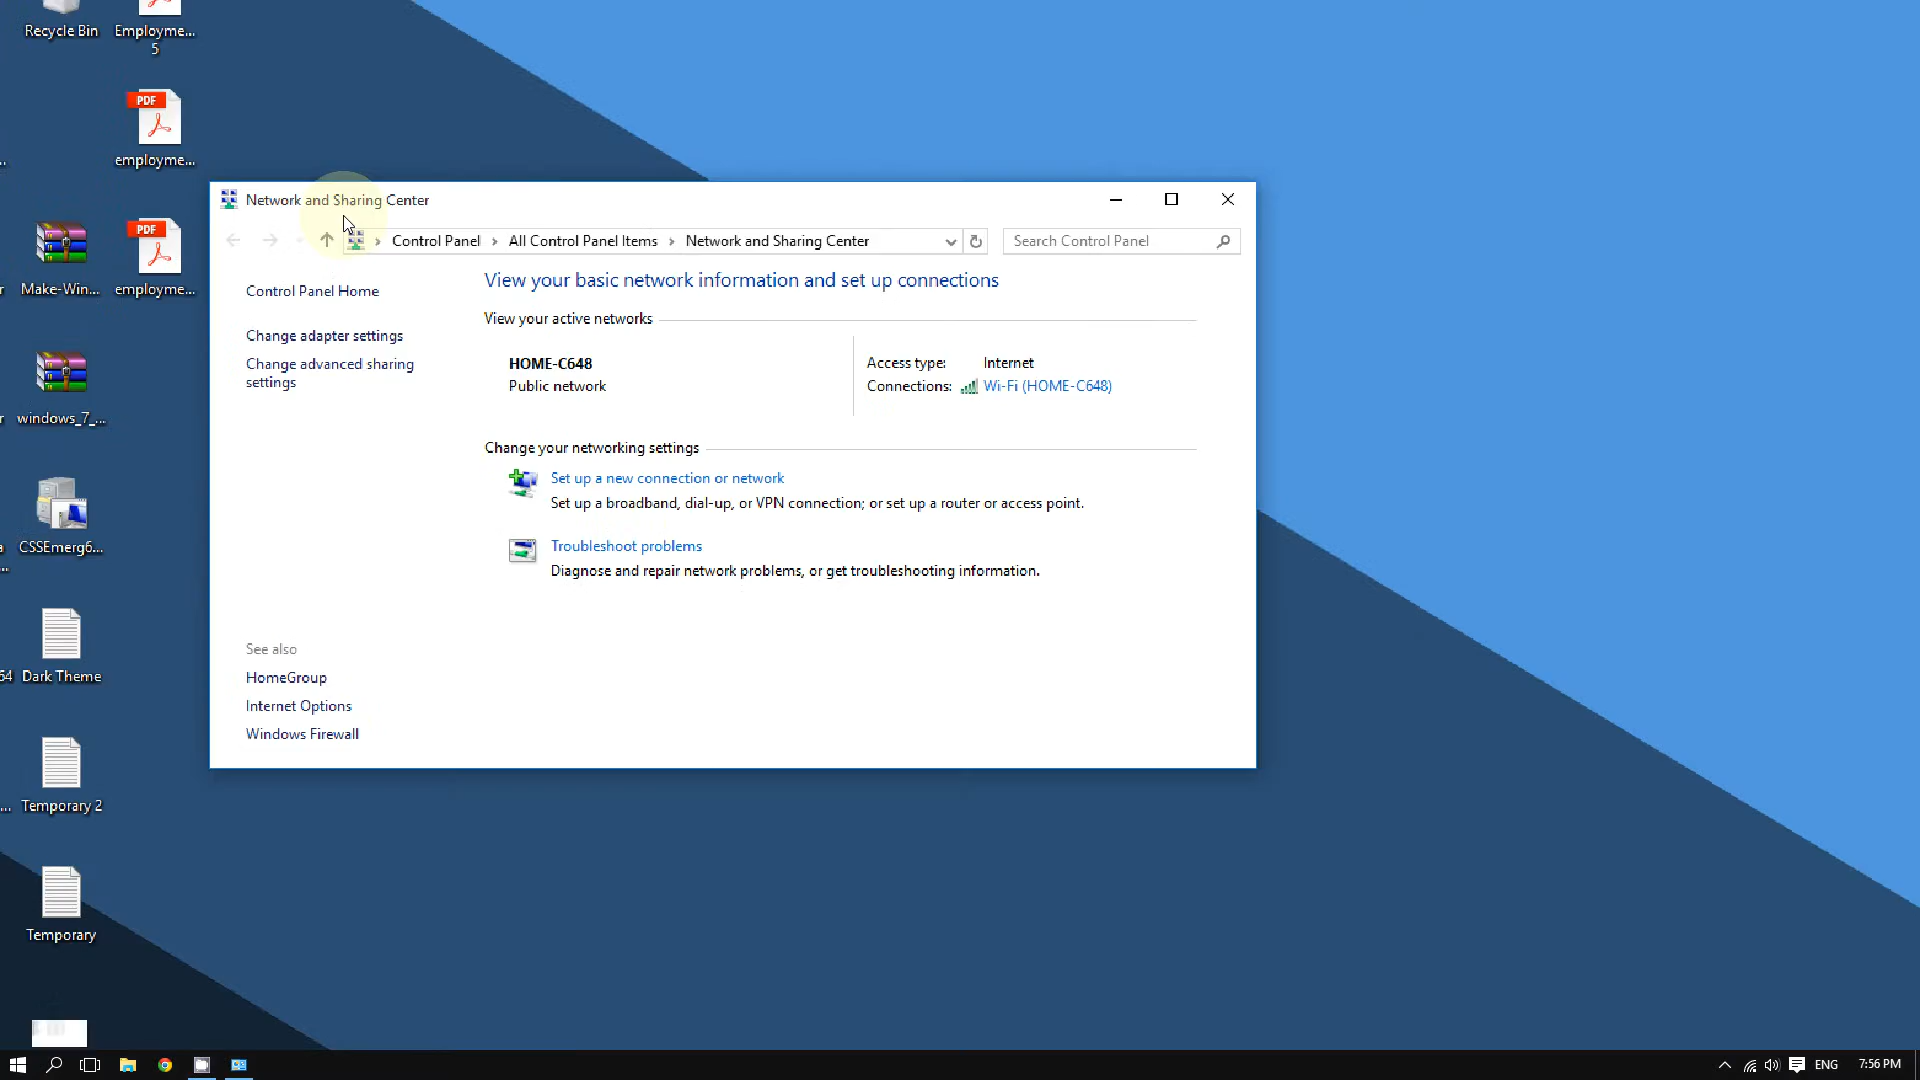 Recycle Bin
Employme...
5
PDF
employme...
PDF
employme...
Make-Win...
windows_7_...
CSSEmerg6...
64
Dark Theme
Temporary 2
Temporary
Network and Sharing Center
Control Panel
All Control Panel Items
Network and Sharing Center
Search Control Panel
Control Panel Home
Change adapter settings
Change advanced sharing
settings
View your basic network information and set up connections
View your active networks
HOME-C648
Public network
Access type:
Internet
Connections:
Wi-Fi (HOME-C648)
Change your networking settings
Set up a new connection or network
Set up a broadband, dial-up, or VPN connection; or set up a router or access point.
Troubleshoot problems
Diagnose and repair network problems, or get troubleshooting information.
See also
HomeGroup
Internet Options
Windows Firewall
ENG
7:56 PM